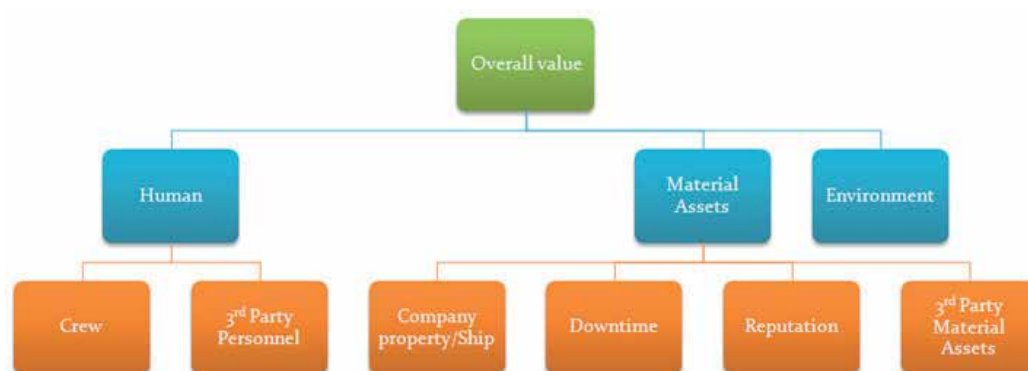 Overall value
Human
Material
Assets
Environment
Crew
3rd Party
Personnel
Company
property/Ship
Downtime
Reputation
3rd Party
Material
Assets